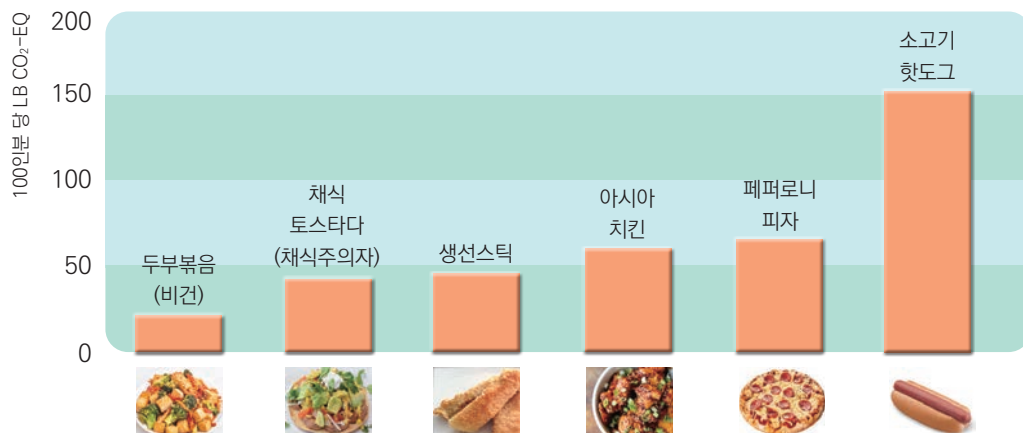 100인분 당 LB CO₂-EQ
200
150
100
50
0
두부볶음
(비건)
채식
토스타다
(채식주의자)
생선스틱
아시아
치킨
페퍼로니
피자
소고기
핫도그